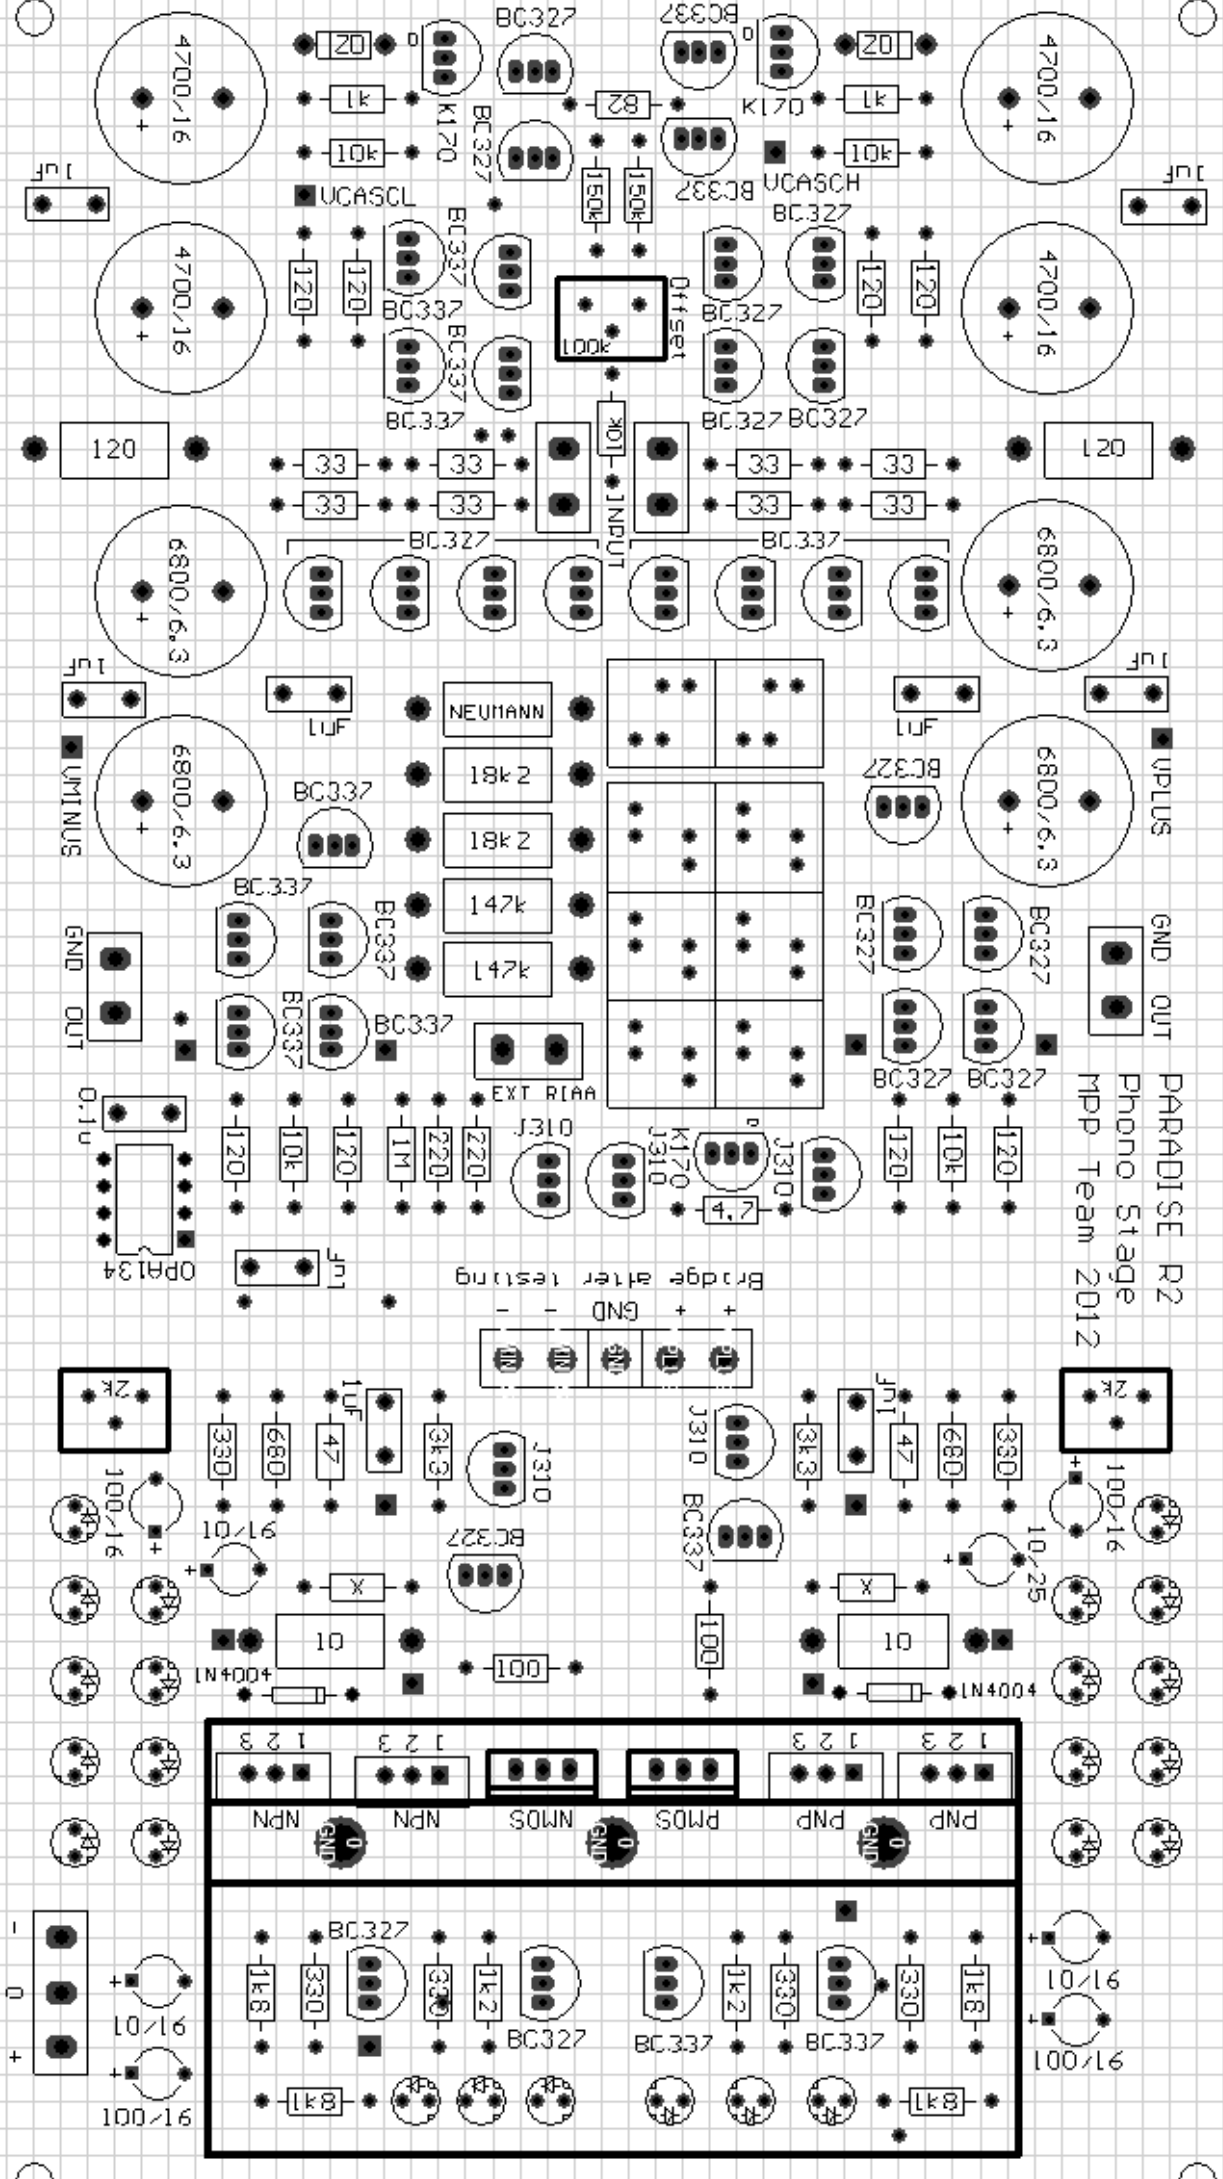 BC327
BC337
4700/16
20
D
D
20
4700/16
+
1k
K170
BC327
82
K170
1k
+
10k
150k
150k
BC337
10k
1uF
VCASCL
VCASCH
1uF
4700/16
120
120
BC337
BC337
BC327
BC327
120
120
4700/16
+
Offset
100k
+
BC337
BC337
BC327
BC327
120
10k
120
33
33
33
33
33
33
33
33
INPUT
BC327
BC337
6800/6.3
6800/6.3
+
+
1uF
1uF
NEUMANN
1uF
1uF
VMINUS
6800/6.3
BC337
18k2
BC327
6800/6.3
VPLUS
+
18k2
+
BC337
BC337
147k
BC327
BC327
GND
147k
GND
OUT
BC337
BC337
OUT
EXT RIAA
BC327
BC327
0.1u
120
10k
120
1M
220
220
J310
J310
K170
D
J310
120
10k
120
4.7
PARADISE R2
Phono Stage
MPP Team 2012
OPA134
1uF
Bridge after testing
-
-
GND
+
+
2k
2k
330
680
47
1uF
3k3
J310
J310
3k3
1uF
47
680
330
100/16
+
10/16
+
BC327
BC337
+
100/16
10/25
+
x
x
10
100
100
10
1N4004
1N4004
1 2 3
1 2 3
1 2 3
1 2 3
NPN
NPN
NMOS
PMOS
PNP
PNP
GND
0
GND
0
GND
0
-
0
+
BC327
1k8
330
330
1k2
1k2
330
330
1k8
+
10/16
BC327
BC337
BC337
+
10/16
+
100/16
1k8
1k8
+
100/16